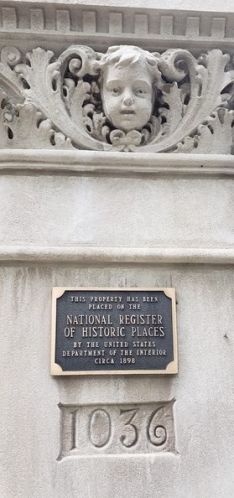 THIS PROPERTY HAS BEEN
PLACED ON THE
NATIONAL REGISTER
OF HISTORIC PLACES
BY THE UNITED STATES
DEPARTMENT OF THE INTERIOR
CIRCA 1898
1036